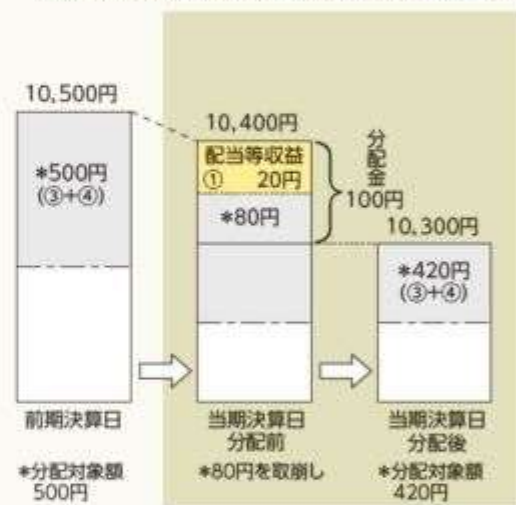 10,500円
*500円
(③+④)
前期決算日
*分配対象額
500円
10,400円
配当等収益
① 20円
*80円
分配金
100円
当期決算日
分配前
*80円を取崩し
10,300円
*420円
(③+④)
当期決算日
分配後
*分配対象額
420円